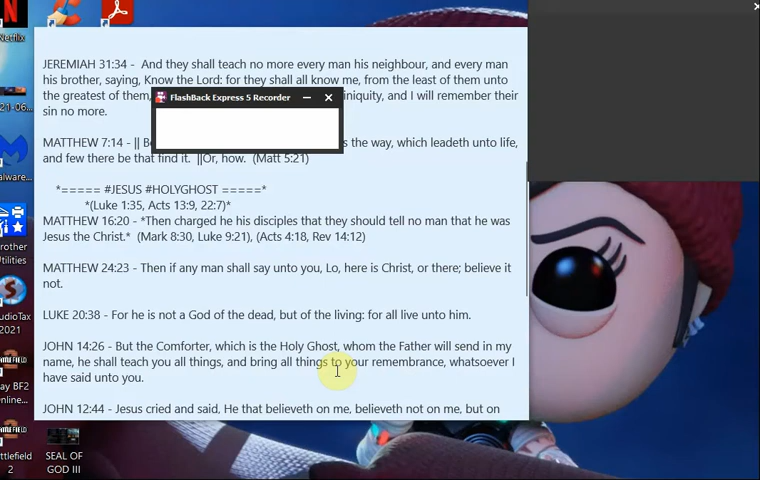 Netflix
21-06...
JEREMIAH 31:34 -  And they shall teach no more every man his neighbour, and every man
his brother, saying, Know the Lord: for they shall all know me, from the least of them unto
the greatest of them, iniquity, and I will remember their
sin no more.
FlashBack Express 5 Recorder
MATTHEW 7:14 - || B s the way, which leadeth unto life,
and few there be that find it.  ||Or, how.  (Matt 5:21)
alware...
*===== #JESUS #HOLYGHOST =====*
*(Luke 1:35, Acts 13:9, 22:7)*
MATTHEW 16:20 - *Then charged he his disciples that they should tell no man that he was
Jesus the Christ.*  (Mark 8:30, Luke 9:21), (Acts 4:18, Rev 14:12)
rother
Utilities
MATTHEW 24:23 - Then if any man shall say unto you, Lo, here is Christ, or there; believe it
not.
udioTax
2021
LUKE 20:38 - For he is not a God of the dead, but of the living: for all live unto him.
JOHN 14:26 - But the Comforter, which is the Holy Ghost, whom the Father will send in my
name, he shall teach you all things, and bring all things to your remembrance, whatsoever I
have said unto you.
ay BF2
Online...
JOHN 12:44 - Jesus cried and said, He that believeth on me, believeth not on me, but on
attlefield
2
SEAL OF
GOD III